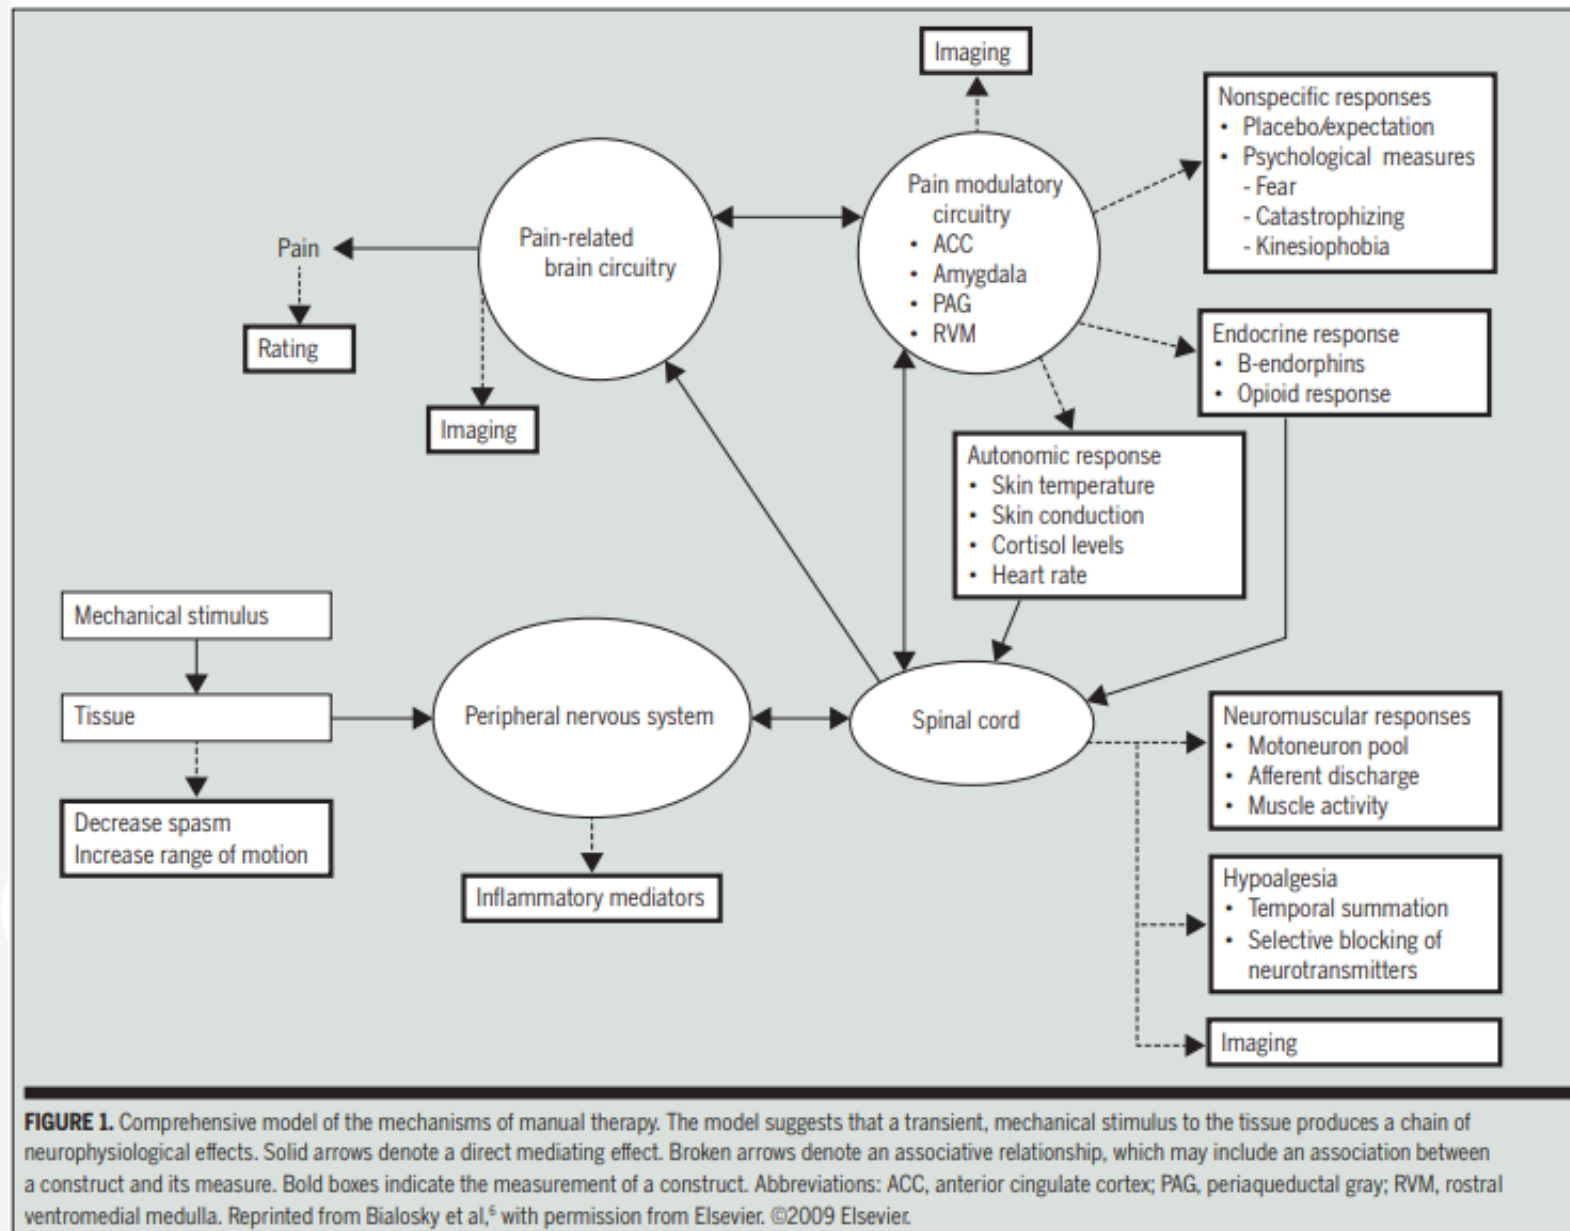 Imaging
Nonspecific responses
• Placebo/expectation
• Psychological measures
- Fear
- Catastrophizing
- Kinesiophobia
Pain modulatory
circuitry
• ACC
• Amygdala
• PAG
• RVM
Pain-related
brain circuitry
Pain
Rating
Imaging
Endocrine response
• B-endorphins
• Opioid response
Autonomic response
• Skin temperature
• Skin conduction
• Cortisol levels
• Heart rate
Mechanical stimulus
Tissue
Decrease spasm
Increase range of motion
Peripheral nervous system
Inflammatory mediators
Spinal cord
Neuromuscular responses
• Motoneuron pool
• Afferent discharge
• Muscle activity
Hypoalgesia
• Temporal summation
• Selective blocking of
neurotransmitters
Imaging
FIGURE 1. Comprehensive model of the mechanisms of manual therapy. The model suggests that a transient, mechanical stimulus to the tissue produces a chain of
neurophysiological effects. Solid arrows denote a direct mediating effect. Broken arrows denote an associative relationship, which may include an association between
a construct and its measure. Bold boxes indicate the measurement of a construct. Abbreviations: ACC, anterior cingulate cortex; PAG, periaqueductal gray; RVM, rostral
ventromedial medulla. Reprinted from Bialosky et al,⁶ with permission from Elsevier. ©2009 Elsevier.